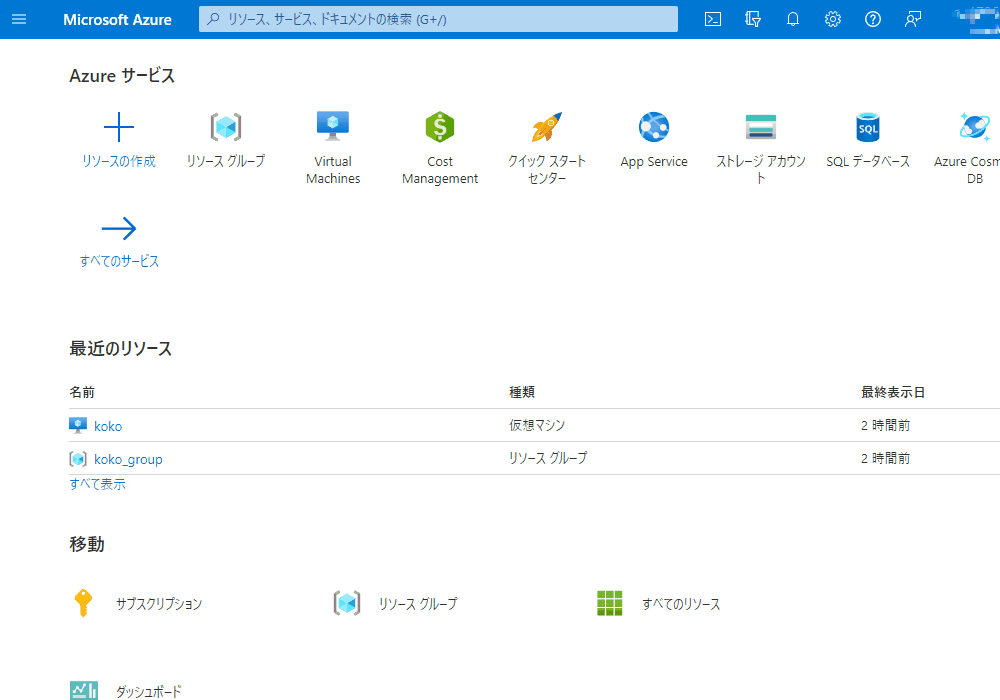 Microsoft Azure
リソース、サービス、ドキュメントの検索 (G+/)
Azure サービス
リソースの作成
リソース グループ
Virtual
Machines
Cost
Management
クイック スタート
センター
App Service
ストレージ アカウン
ト
SQL データベース
Azure Cosm
DB
すべてのサービス
最近のリソース
名前 種類 最終表示日
koko 仮想マシン 2 時間前
koko_group リソース グループ 2 時間前
すべて表示
移動
サブスクリプション
リソース グループ
すべてのリソース
ダッシュボード